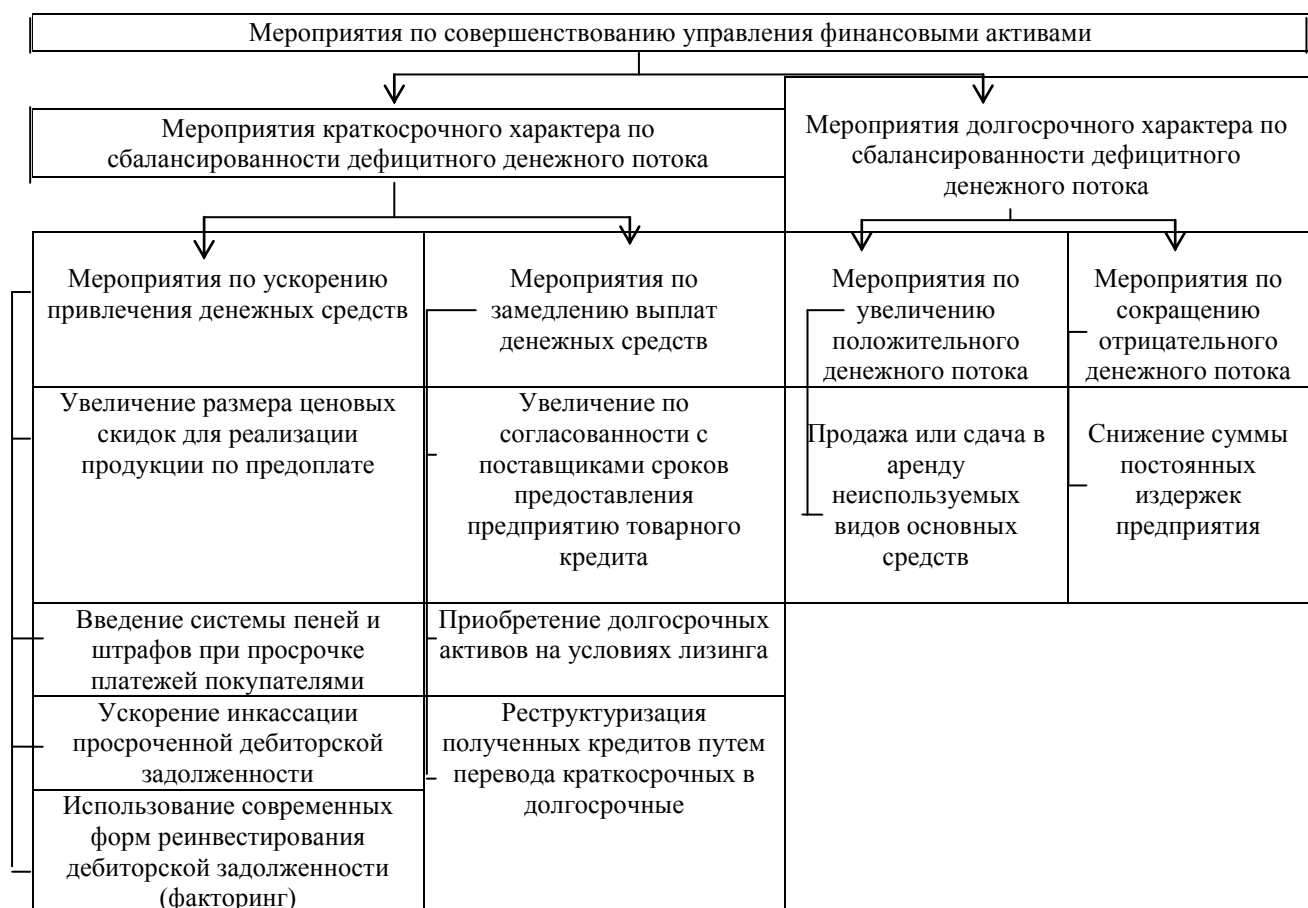 Мероприятия по совершенствованию управления финансовыми активами
Мероприятия краткосрочного характера по
сбалансированности дефицитного денежного потока
Мероприятия долгосрочного характера по
сбалансированности дефицитного
денежного потока
Мероприятия по ускорению
привлечения денежных средств
Мероприятия по
замедлению выплат
денежных средств
Мероприятия по
увеличению
положительного
денежного потока
Мероприятия по
сокращению
отрицательного
денежного потока
Увеличение размера ценовых
скидок для реализации
продукции по предоплате
Увеличение по
согласованности с
поставщиками сроков
предоставления
предприятию товарного
кредита
Продажа или сдача в
аренду
неиспользуемых
видов основных
средств
Снижение суммы
постоянных
издержек
предприятия
Введение системы пеней и
штрафов при просрочке
платежей покупателями
Приобретение долгосрочных
активов на условиях лизинга
Ускорение инкассации
просроченной дебиторской
задолженности
Реструктуризация
полученных кредитов путем
перевода краткосрочных в
долгосрочные
Использование современных
форм реинвестирования
дебиторской задолженности
(факторинг)